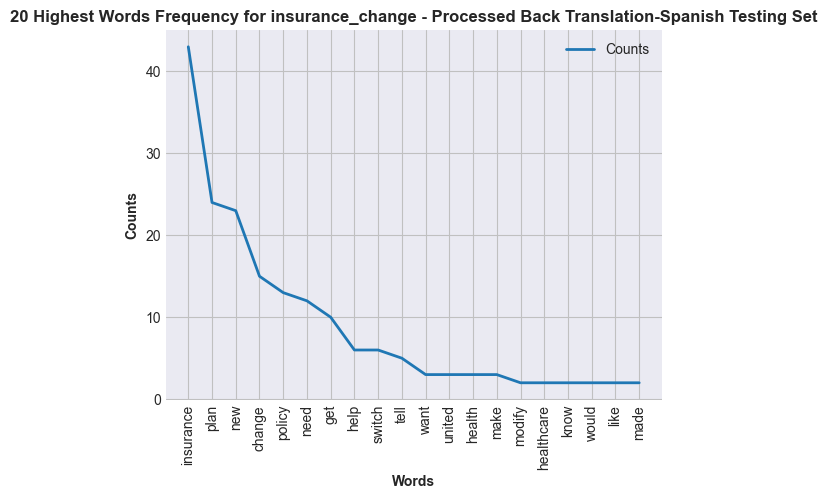 20 Highest Words Frequency for insurance_change - Processed Back Translation-Spanish Testing Set
Counts
40
30
20
10
0
Counts
insurance
plan
new
change
policy
need
get
help
switch
tell
want
united
health
make
modify
healthcare
know
would
like
made
Words